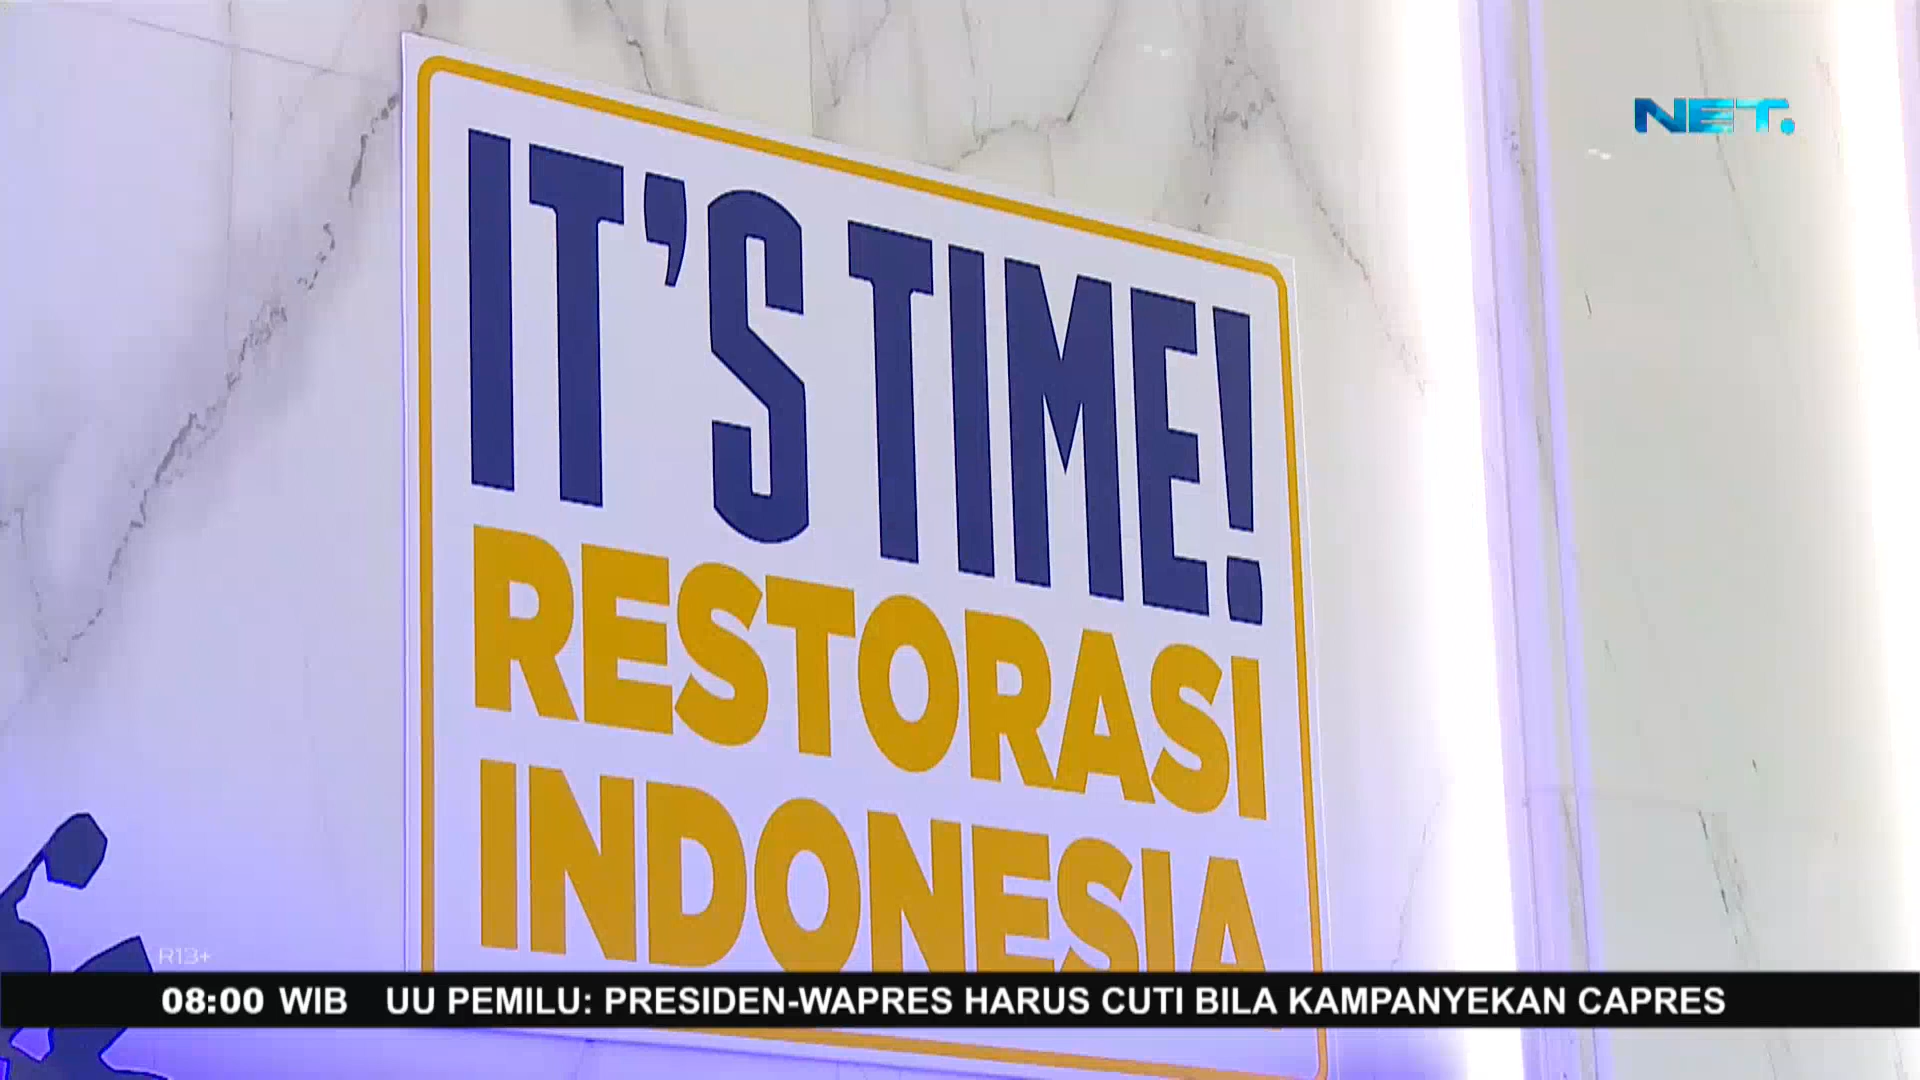 NET.
IT'S TIME!
RESTORASI
INDONESIA
R13+
08:00 WIB UU PEMILU: PRESIDEN-WAPRES HARUS CUTI BILA KAMPANYEKAN CAPRES